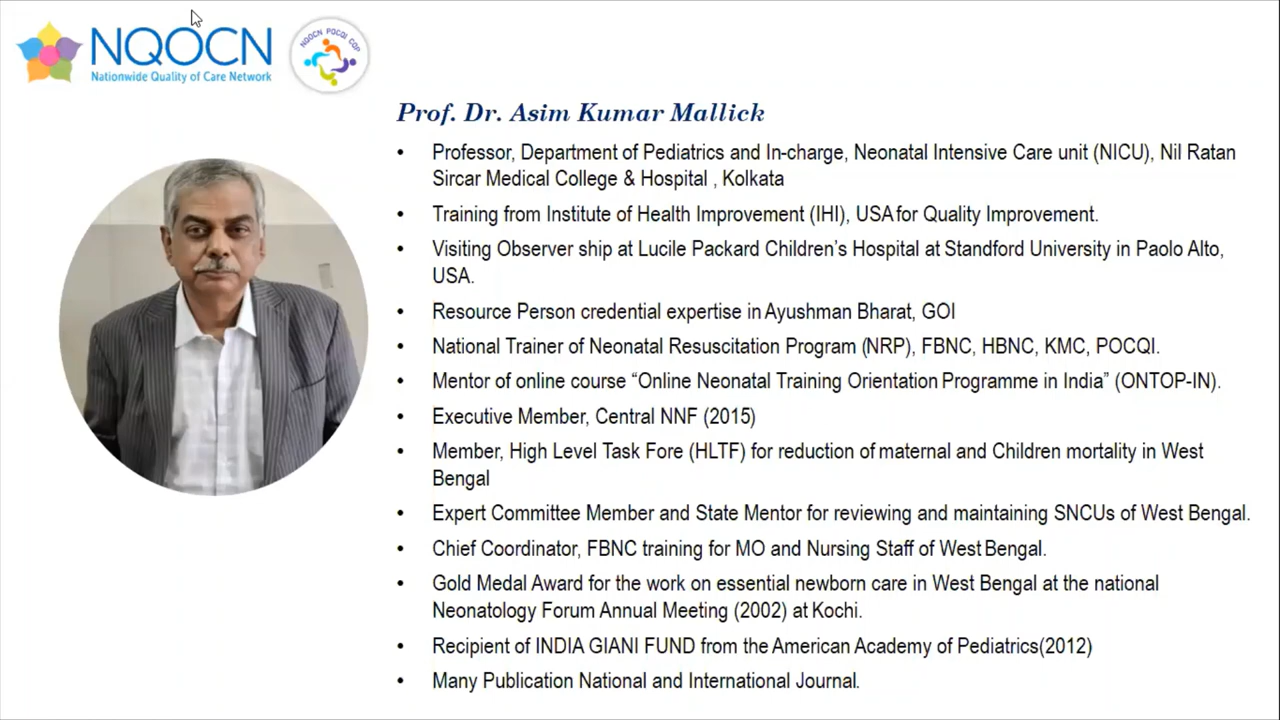 NQOCN
Nationwide Quality of Care Network
NQOCN POCQI COP
Prof. Dr. Asim Kumar Mallick
• Professor, Department of Pediatrics and In-charge, Neonatal Intensive Care unit (NICU), Nil Ratan
Sircar Medical College & Hospital , Kolkata
• Training from Institute of Health Improvement (IHI), USA for Quality Improvement.
• Visiting Observer ship at Lucile Packard Children’s Hospital at Standford University in Paolo Alto,
USA.
• Resource Person credential expertise in Ayushman Bharat, GOI
• National Trainer of Neonatal Resuscitation Program (NRP), FBNC, HBNC, KMC, POCQI.
• Mentor of online course “Online Neonatal Training Orientation Programme in India” (ONTOP-IN).
• Executive Member, Central NNF (2015)
• Member, High Level Task Fore (HLTF) for reduction of maternal and Children mortality in West
Bengal
• Expert Committee Member and State Mentor for reviewing and maintaining SNCUs of West Bengal.
• Chief Coordinator, FBNC training for MO and Nursing Staff of West Bengal.
• Gold Medal Award for the work on essential newborn care in West Bengal at the national
Neonatology Forum Annual Meeting (2002) at Kochi.
• Recipient of INDIA GIANI FUND from the American Academy of Pediatrics(2012)
• Many Publication National and International Journal.